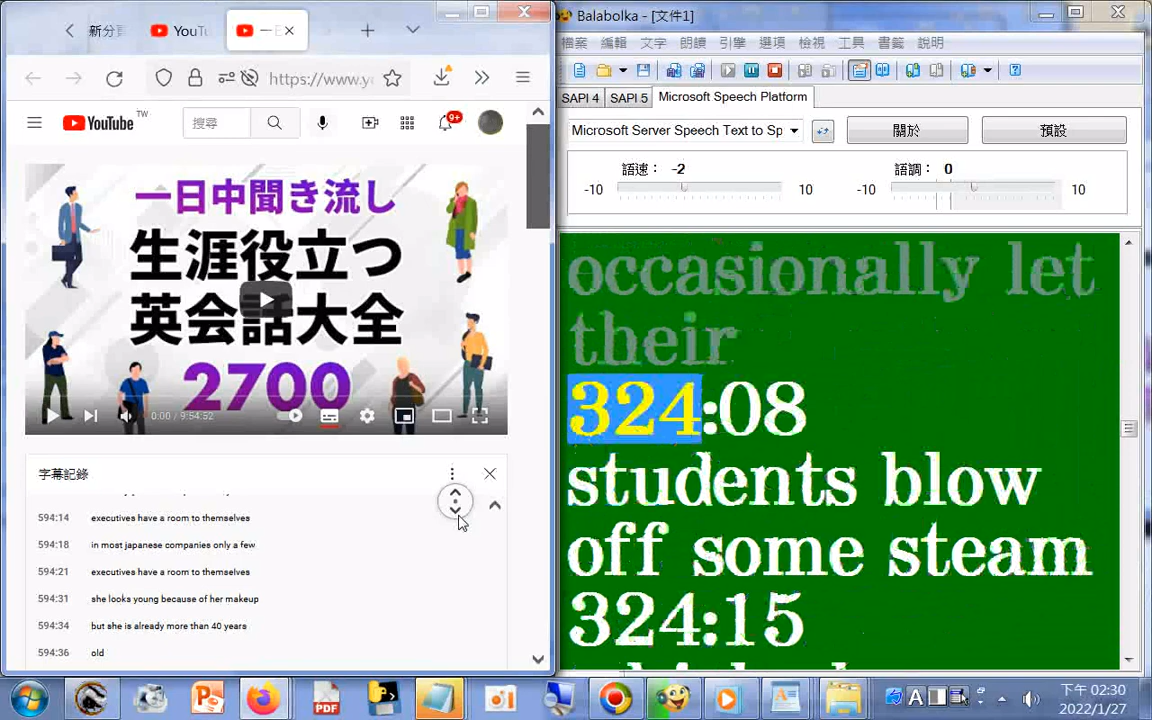 新分頁
YouTu
一日
https://www.y
YouTube TW
搜尋
9+
一日中聞き流し
生涯役立つ
英会話大全
2700
0:00 / 9:54:52
字幕記錄
594:14 executives have a room to themselves
594:18 in most japanese companies only a few
594:21 executives have a room to themselves
594:31 she looks young because of her makeup
594:34 but she is already more than 40 years
594:36 old
Balabolka - [文件1]
檔案 編輯 文字 朗讀 引擎 選項 檢視 工具 書籤 說明
SAPI 4 SAPI 5 Microsoft Speech Platform
Microsoft Server Speech Text to Sp
關於
預設
語速： -2
語調： 0
-10 10 -10 10
occasionally let
their
324:08
students blow
off some steam
324:15
PDF
A
下午 02:30
2022/1/27